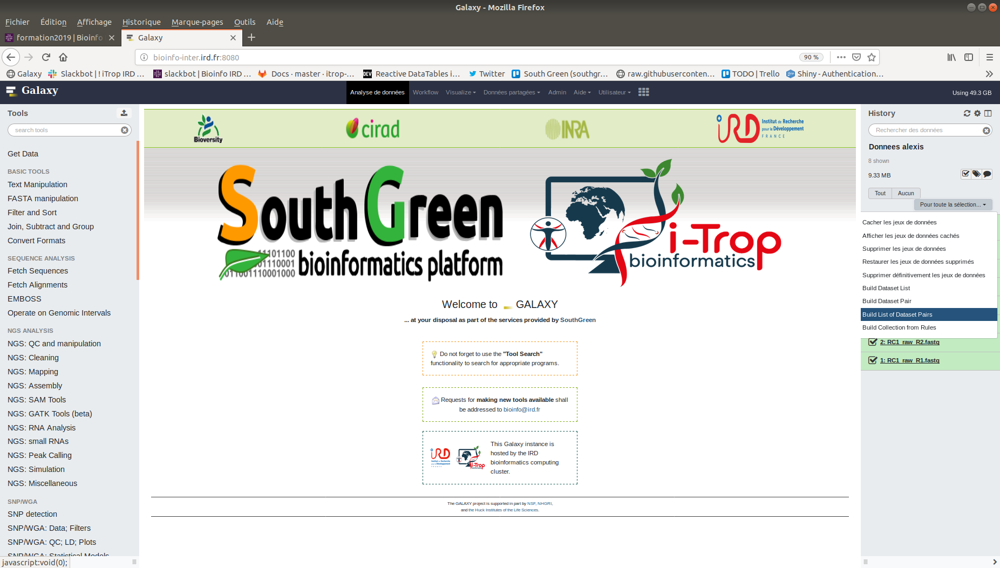 Galaxy - Mozilla Firefox
Fichier Édition Affichage Historique Marque-pages Outils Aide
formation2019 | Bioinfo
Galaxy
bioinfo-inter.ird.fr:8080
90 %
Galaxy
Slackbot | ! iTrop IRD ...
slackbot | Bioinfo IRD ...
Docs · master · itrop-...
Reactive DataTables i...
Twitter
South Green (southgr...
raw.githubuserconten...
TODO | Trello
Shiny - Authentication...
Galaxy
Analyse de données Workflow Visualize Données partagées Admin Aide Utilisateur
Using 49.3 GB
Tools
search tools
Get Data
BASIC TOOLS
Text Manipulation
FASTA manipulation
Filter and Sort
Join, Subtract and Group
Convert Formats
SEQUENCE ANALYSIS
Fetch Sequences
Fetch Alignments
EMBOSS
Operate on Genomic Intervals
NGS ANALYSIS
NGS: QC and manipulation
NGS: Cleaning
NGS: Mapping
NGS: Assembly
NGS: SAM Tools
NGS: GATK Tools (beta)
NGS: RNA Analysis
NGS: small RNAs
NGS: Peak Calling
NGS: Simulation
NGS: Miscellaneous
SNP/WGA
SNP detection
SNP/WGA: Data; Filters
SNP/WGA: QC; LD; Plots
SNP/WGA: Statistical Models
javascript:void(0);
Bioversity
cirad
INRA
iRD
Institut de Recherche
pour le Développement
FRANCE
South Green
11101100
01110001
011001110001000
bioinformatics platform
i-Trop
bioinformatics
Welcome to GALAXY
... at your disposal as part of the services provided by SouthGreen
Do not forget to use the "Tool Search"
functionality to search for appropriate programs.
Requests for making new tools available shall
be addressed to bioinfo@ird.fr
iRD
i-Trop
This Galaxy instance is
hosted by the IRD
bioinformatics computing
cluster.
The GALAXY project is supported in part by NSF, NHGRI,
and the Huck Institutes of the Life Sciences.
History
Rechercher des données
Donnees alexis
8 shown
9.33 MB
Tout Aucun
Pour toute la sélection...
Cacher les jeux de données
Afficher les jeux de données cachés
Supprimer les jeux de données
Restaurer les jeux de données supprimés
Supprimer définitivement les jeux de données
Build Dataset List
Build Dataset Pair
Build List of Dataset Pairs
Build Collection from Rules
2: RC1_raw_R2.fastq
1: RC1_raw_R1.fastq